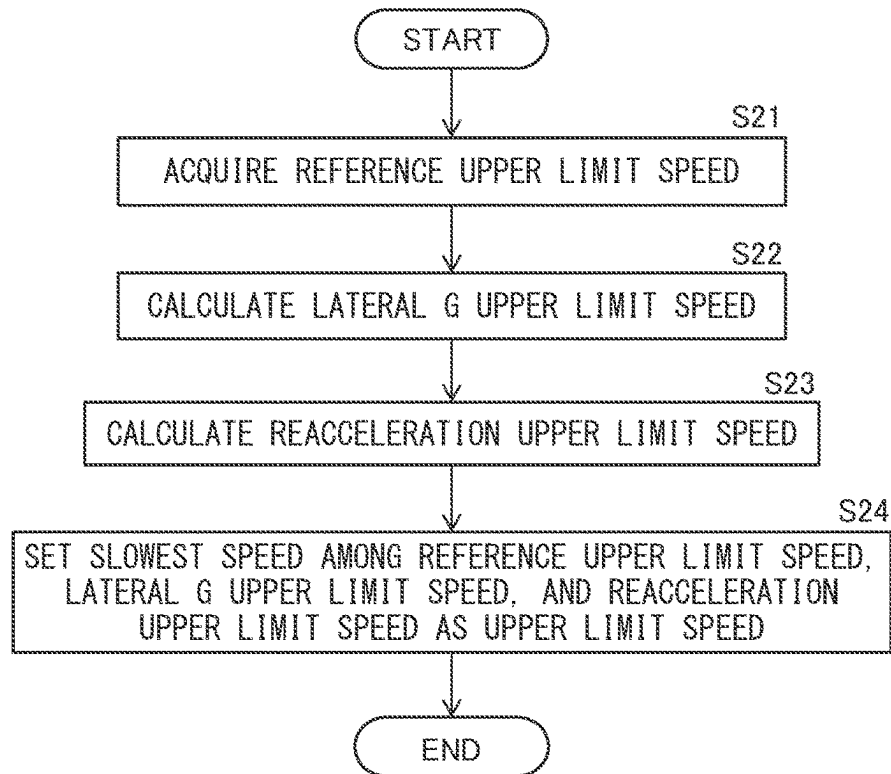 START
S21
ACQUIRE REFERENCE UPPER LIMIT SPEED
S22
CALCULATE LATERAL G UPPER LIMIT SPEED
S23
CALCULATE REACCELERATION UPPER LIMIT SPEED
S24
SET SLOWEST SPEED AMONG REFERENCE UPPER LIMIT SPEED,
LATERAL G UPPER LIMIT SPEED, AND REACCELERATION
UPPER LIMIT SPEED AS UPPER LIMIT SPEED
END